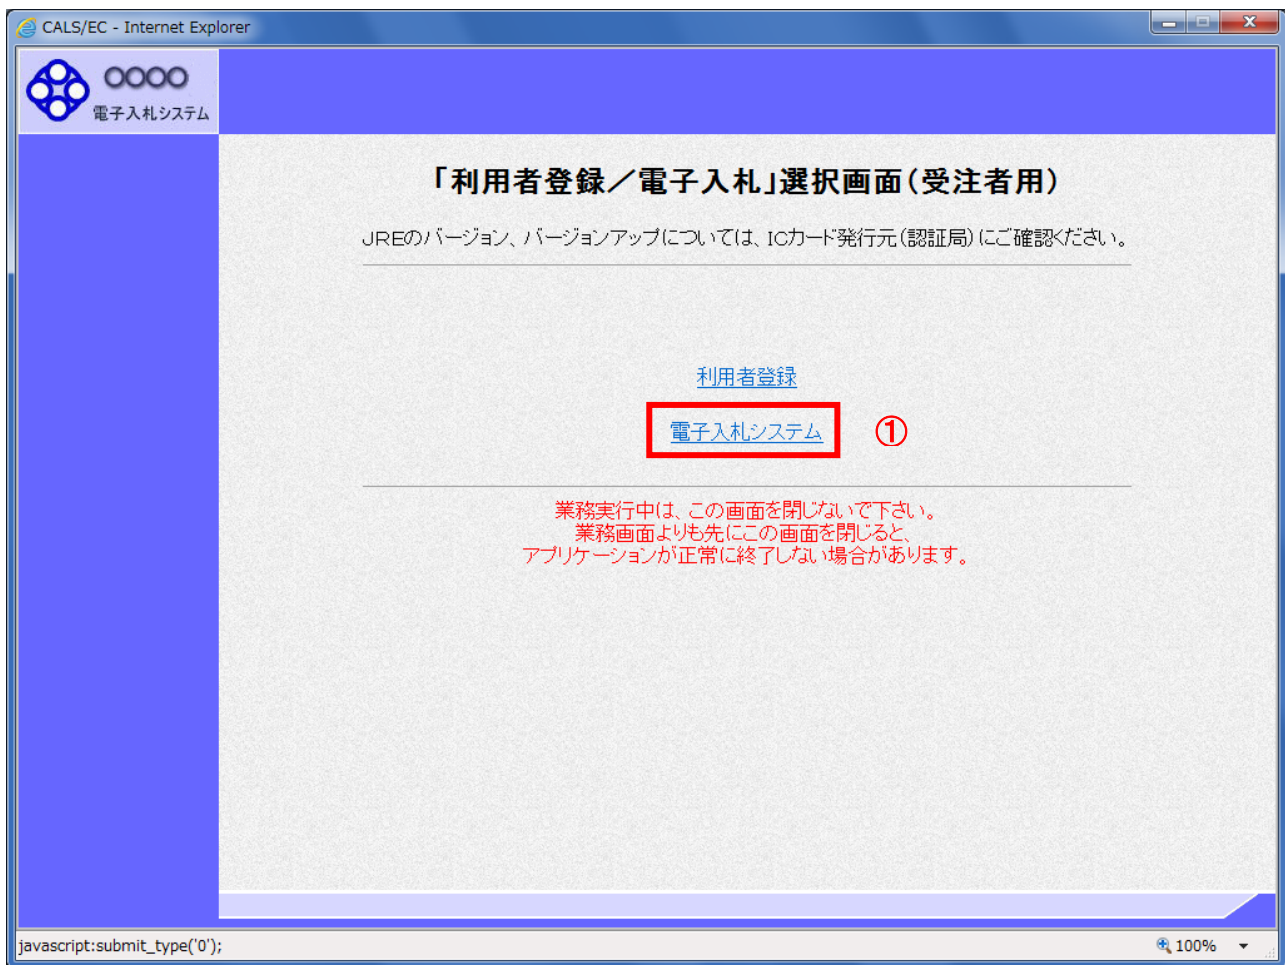 CALS/EC - Internet Explorer
○○○○
電子入札システム
「利用者登録／電子入札」選択画面（受注者用）
JREのバージョン、バージョンアップについては、ICカード発行元（認証局）にご確認ください。
利用者登録
電子入札システム ①
業務実行中は、この画面を閉じないで下さい。
業務画面よりも先にこの画面を閉じると、
アプリケーションが正常に終了しない場合があります。
javascript:submit_type('0'); 100%